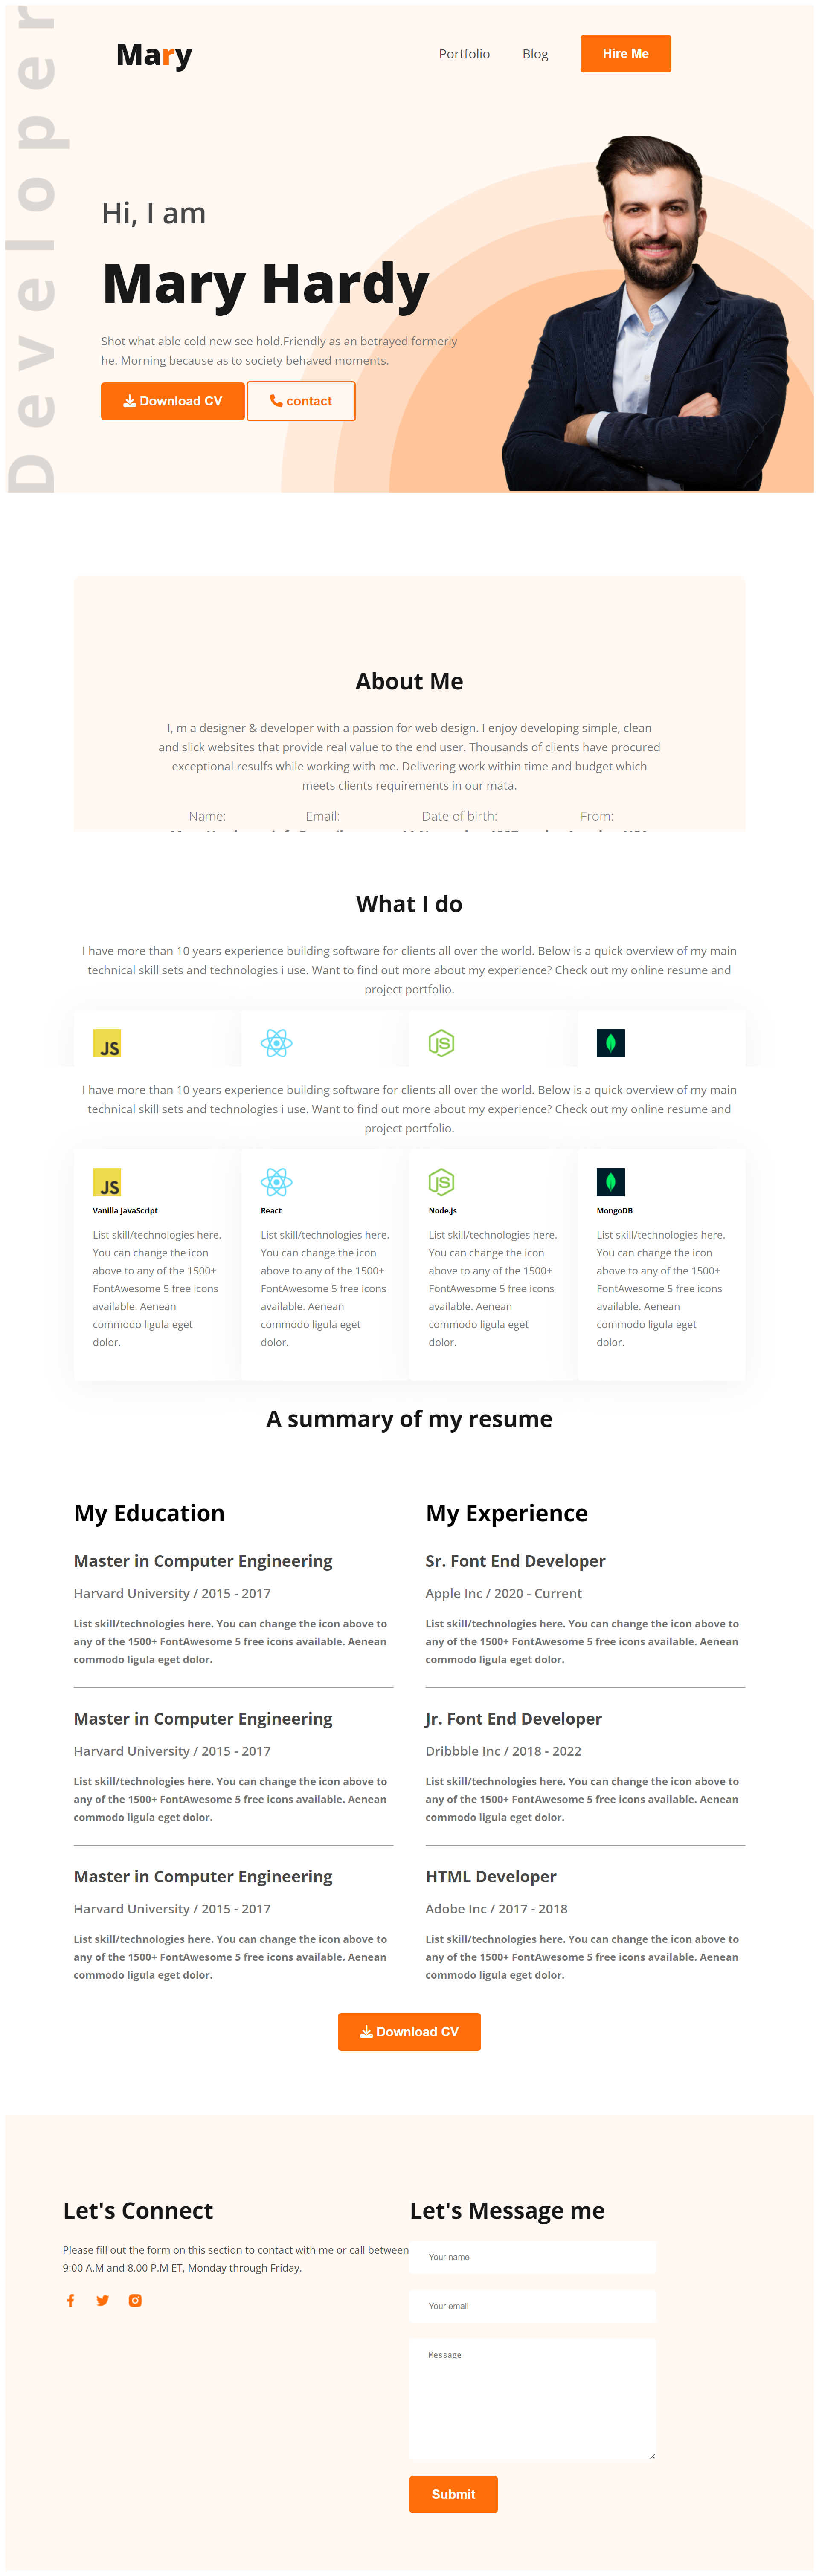 Developer
Mary
Portfolio
Blog
Hire Me
Hi, I am
Mary Hardy
Shot what able cold new see hold.Friendly as an betrayed formerly
he. Morning because as to society behaved moments.
Download CV
contact
About Me
I, m a designer & developer with a passion for web design. I enjoy developing simple, clean
and slick websites that provide real value to the end user. Thousands of clients have procured
exceptional resulfs while working with me. Delivering work within time and budget which
meets clients requirements in our mata.
Name:
Email:
Date of birth:
From:
What I do
I have more than 10 years experience building software for clients all over the world. Below is a quick overview of my main
technical skill sets and technologies i use. Want to find out more about my experience? Check out my online resume and
project portfolio.
JS
JS
I have more than 10 years experience building software for clients all over the world. Below is a quick overview of my main
technical skill sets and technologies i use. Want to find out more about my experience? Check out my online resume and
project portfolio.
JS
Vanilla JavaScript
List skill/technologies here.
You can change the icon
above to any of the 1500+
FontAwesome 5 free icons
available. Aenean
commodo ligula eget
dolor.
React
List skill/technologies here.
You can change the icon
above to any of the 1500+
FontAwesome 5 free icons
available. Aenean
commodo ligula eget
dolor.
JS
Node.js
List skill/technologies here.
You can change the icon
above to any of the 1500+
FontAwesome 5 free icons
available. Aenean
commodo ligula eget
dolor.
MongoDB
List skill/technologies here.
You can change the icon
above to any of the 1500+
FontAwesome 5 free icons
available. Aenean
commodo ligula eget
dolor.
A summary of my resume
My Education
Master in Computer Engineering
Harvard University / 2015 - 2017
List skill/technologies here. You can change the icon above to
any of the 1500+ FontAwesome 5 free icons available. Aenean
commodo ligula eget dolor.
Master in Computer Engineering
Harvard University / 2015 - 2017
List skill/technologies here. You can change the icon above to
any of the 1500+ FontAwesome 5 free icons available. Aenean
commodo ligula eget dolor.
Master in Computer Engineering
Harvard University / 2015 - 2017
List skill/technologies here. You can change the icon above to
any of the 1500+ FontAwesome 5 free icons available. Aenean
commodo ligula eget dolor.
My Experience
Sr. Font End Developer
Apple Inc / 2020 - Current
List skill/technologies here. You can change the icon above to
any of the 1500+ FontAwesome 5 free icons available. Aenean
commodo ligula eget dolor.
Jr. Font End Developer
Dribbble Inc / 2018 - 2022
List skill/technologies here. You can change the icon above to
any of the 1500+ FontAwesome 5 free icons available. Aenean
commodo ligula eget dolor.
HTML Developer
Adobe Inc / 2017 - 2018
List skill/technologies here. You can change the icon above to
any of the 1500+ FontAwesome 5 free icons available. Aenean
commodo ligula eget dolor.
Download CV
Let's Connect
Please fill out the form on this section to contact with me or call between
9:00 A.M and 8.00 P.M ET, Monday through Friday.
Let's Message me
Your name
Your email
Message
Submit